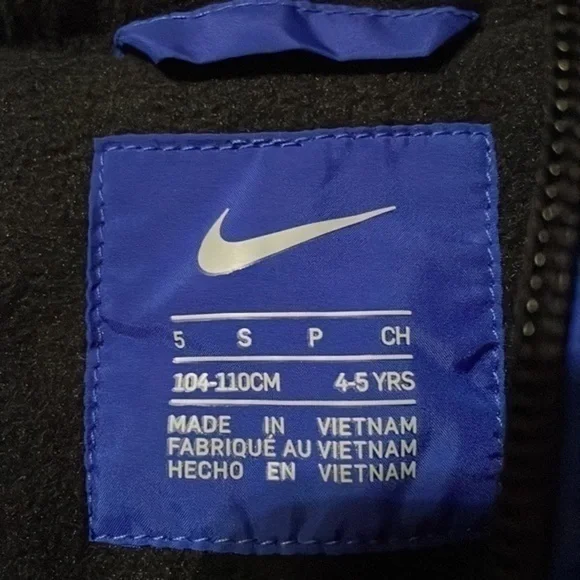 5 S P CH
104-110CM 4-5 YRS
MADE IN VIETNAM
FABRIQUÉ AU VIETNAM
HECHO EN VIETNAM